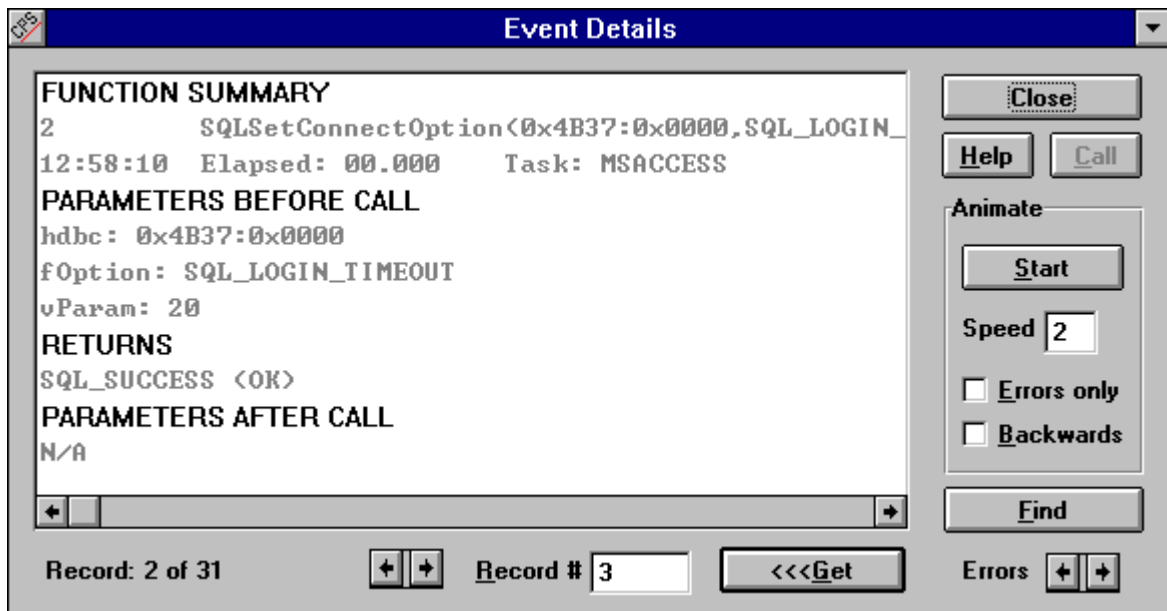 CPS
Event Details
FUNCTION SUMMARY
2 SQLSetConnectOption(0x4B37:0x0000,SQL_LOGIN_
12:58:10 Elapsed: 00.000 Task: MSACCESS
PARAMETERS BEFORE CALL
hdbc: 0x4B37:0x0000
fOption: SQL_LOGIN_TIMEOUT
vParam: 20
RETURNS
SQL_SUCCESS (OK)
PARAMETERS AFTER CALL
N/A
Close
Help Call
Animate
Start
Speed 2
Errors only
Backwards
Find
Record: 2 of 31 Record # 3 <<<Get Errors